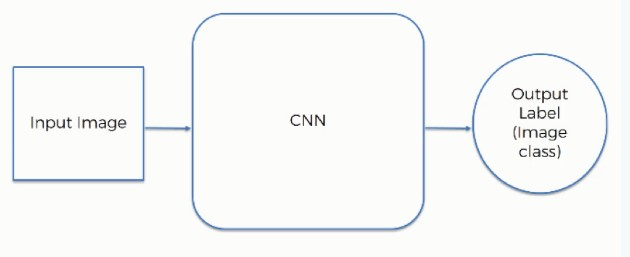 Input Image
CNN
Output
Label
(Image
class)